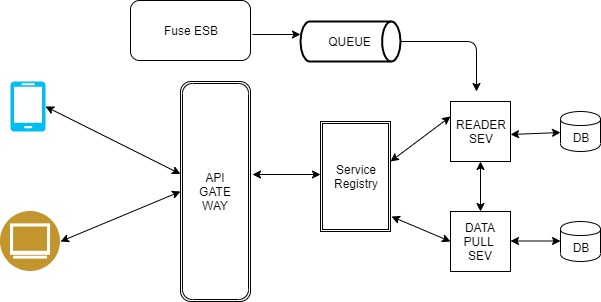 Fuse ESB
QUEUE
API
GATE
WAY
Service
Registry
READER
SEV
DB
DATA
PULL
SEV
DB